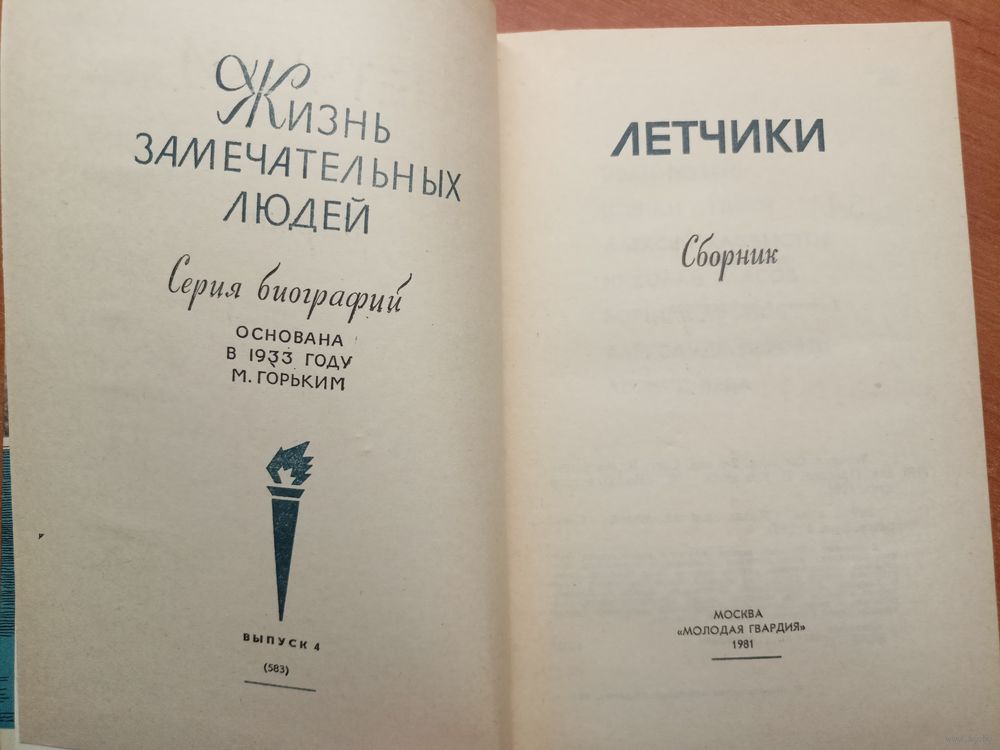 Жизнь
ЗАМЕЧАТЕЛЬНЫХ
ЛЮДЕЙ
Серия биографий
ОСНОВАНА
В 1933 ГОДУ
М. ГОРЬКИМ
ВЫПУСК 4
(583)
ЛЕТЧИКИ
Сборник
МОСКВА
«МОЛОДАЯ ГВАРДИЯ»
1981